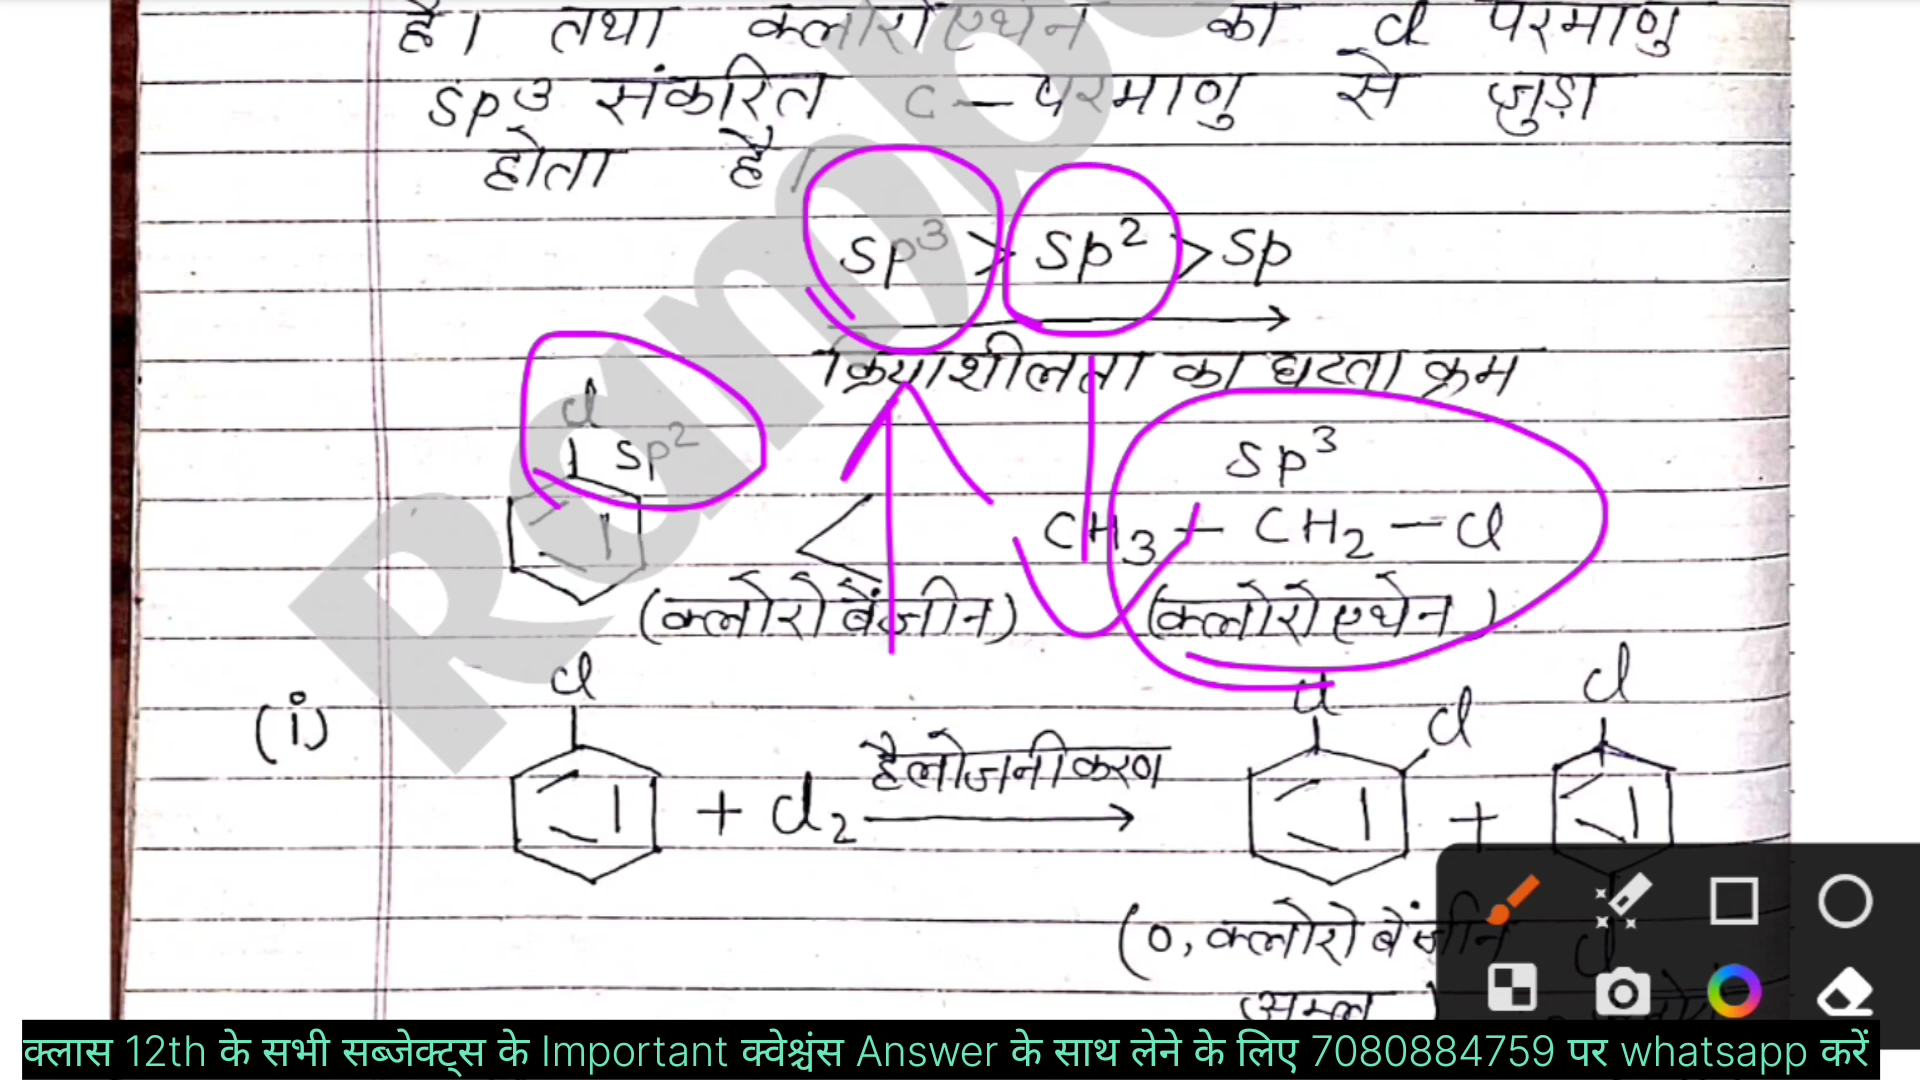 है। तथा क्लोरोएथेन का Cl परमाणु
sp3 संकरित C – परमाणु से जुड़ा
होता है।
sp3 > sp2 > sp
क्रियाशीलता का घटता क्रम
Cl
sp2
sp3
< CH3 – CH2 – Cl
(क्लोरो बेंजीन) (क्लोरो एथेन)
(i) Cl Cl Cl Cl
हैलोजनीकरण
+ Cl2 +
(o, क्लोरो बेंजीन
अम्ल)
क्लास 12th के सभी सब्जेक्ट्स के Important क्वेश्चंस Answer के साथ लेने के लिए 7080884759 पर whatsapp करें